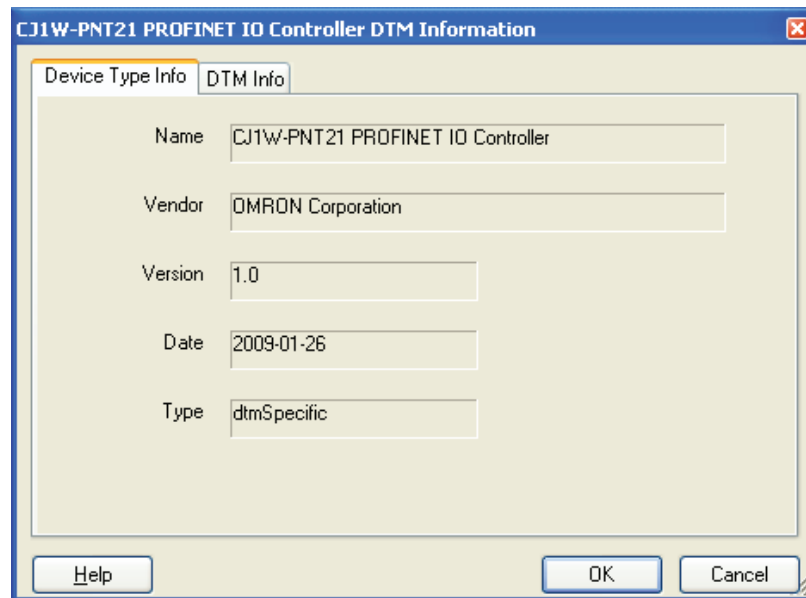 CJ1W-PNT21 PROFINET IO Controller DTM Information
Device Type Info DTM Info
Name CJ1W-PNT21 PROFINET IO Controller
Vendor OMRON Corporation
Version 1.0
Date 2009-01-26
Type dtmSpecific
Help OK Cancel